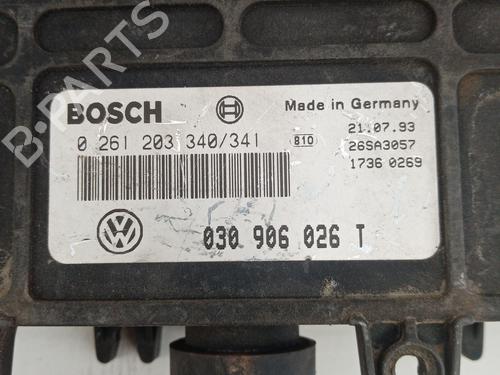 B-PARTS
BOSCH
Made in Germany
0 261 203 340/341
810
21.07.93
26SA3057
1736 0269
030 906 026 T